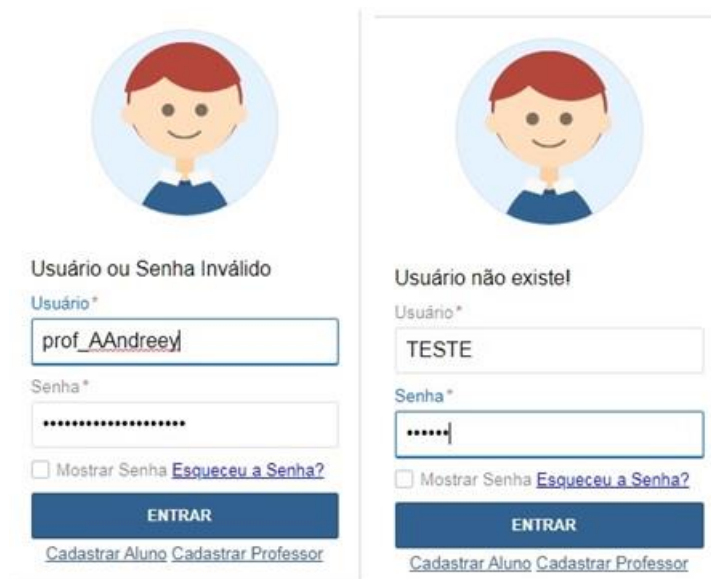 Usuário ou Senha Inválido
Usuário*
prof_AAndreey
Senha*
••••••••••••••••••••
Mostrar Senha Esqueceu a Senha?
ENTRAR
Cadastrar Aluno Cadastrar Professor
Usuário não existe!
Usuário*
TESTE
Senha*
••••••
Mostrar Senha Esqueceu a Senha?
ENTRAR
Cadastrar Aluno Cadastrar Professor